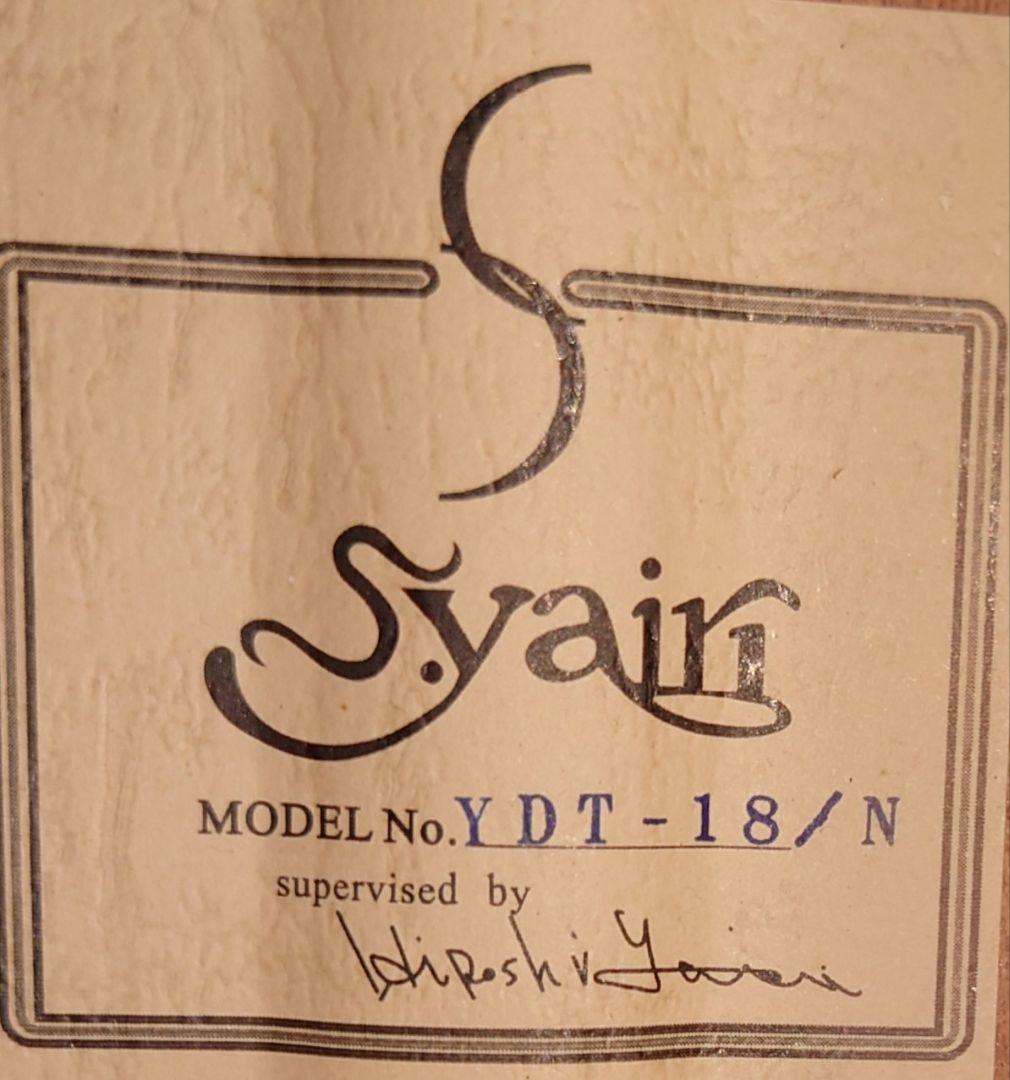 S.yairi
MODEL No. YDT-18/N
supervised by
Hiroshi Yairi